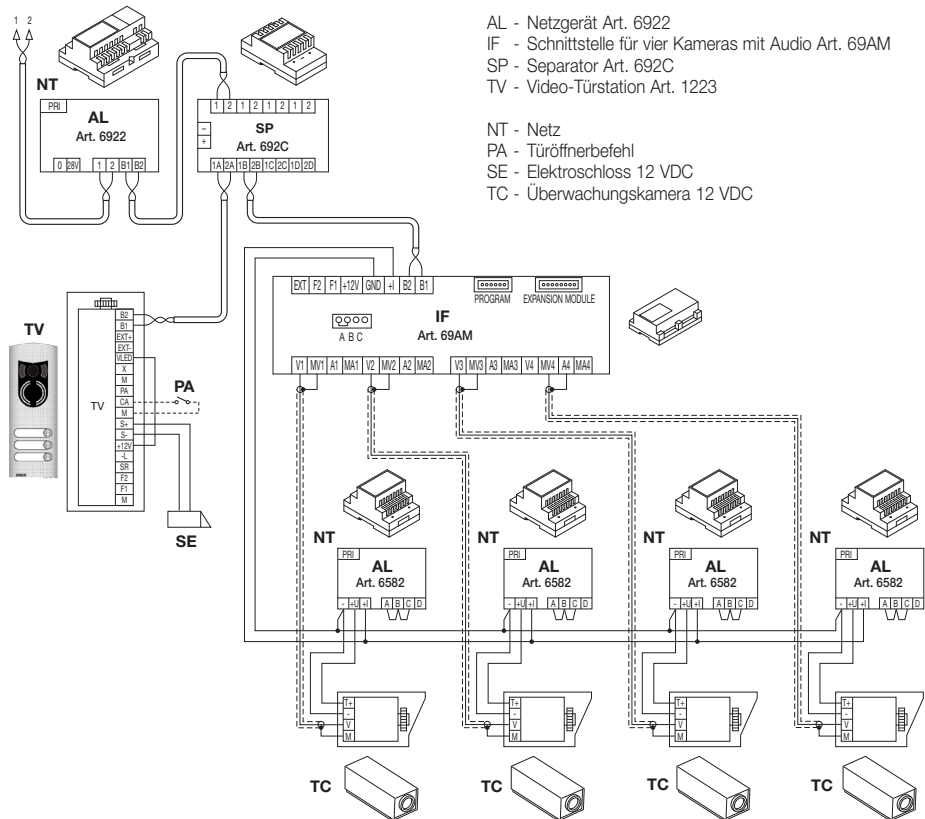 AL - Netzgerät Art. 6922
IF - Schnittstelle für vier Kameras mit Audio Art. 69AM
SP - Separator Art. 692C
TV - Video-Türstation Art. 1223
NT - Netz
PA - Türöffnerbefehl
SE - Elektroschloss 12 VDC
TC - Überwachungskamera 12 VDC
1 2
NT
PRI
AL
Art. 6922
0 28V 1 2 B1 B2
1 2 1 2 1 2 1 2
-
+
SP
Art. 692C
1A 2A 1B 2B 1C 2C 1D 2D
EXT F2 F1 +12V GND +I B2 B1
PROGRAM
EXPANSION MODULE
A B C
IF
Art. 69AM
V1 MV1 A1 MA1 V2 MV2 A2 MA2 V3 MV3 A3 MA3 V4 MV4 A4 MA4
TV
TV
B2
B1
EXT+
EXT-
VLED
X
M
PA
CA
M
S+
S-
+12V
-L
SR
F2
F1
M
PA
SE
NT NT NT NT
PRI PRI PRI PRI
AL AL AL AL
Art. 6582 Art. 6582 Art. 6582 Art. 6582
- +U +I A B C D - +U +I A B C D - +U +I A B C D - +U +I A B C D
T+ T+ T+ T+
- - - -
V V V V
M M M M
TC TC TC TC